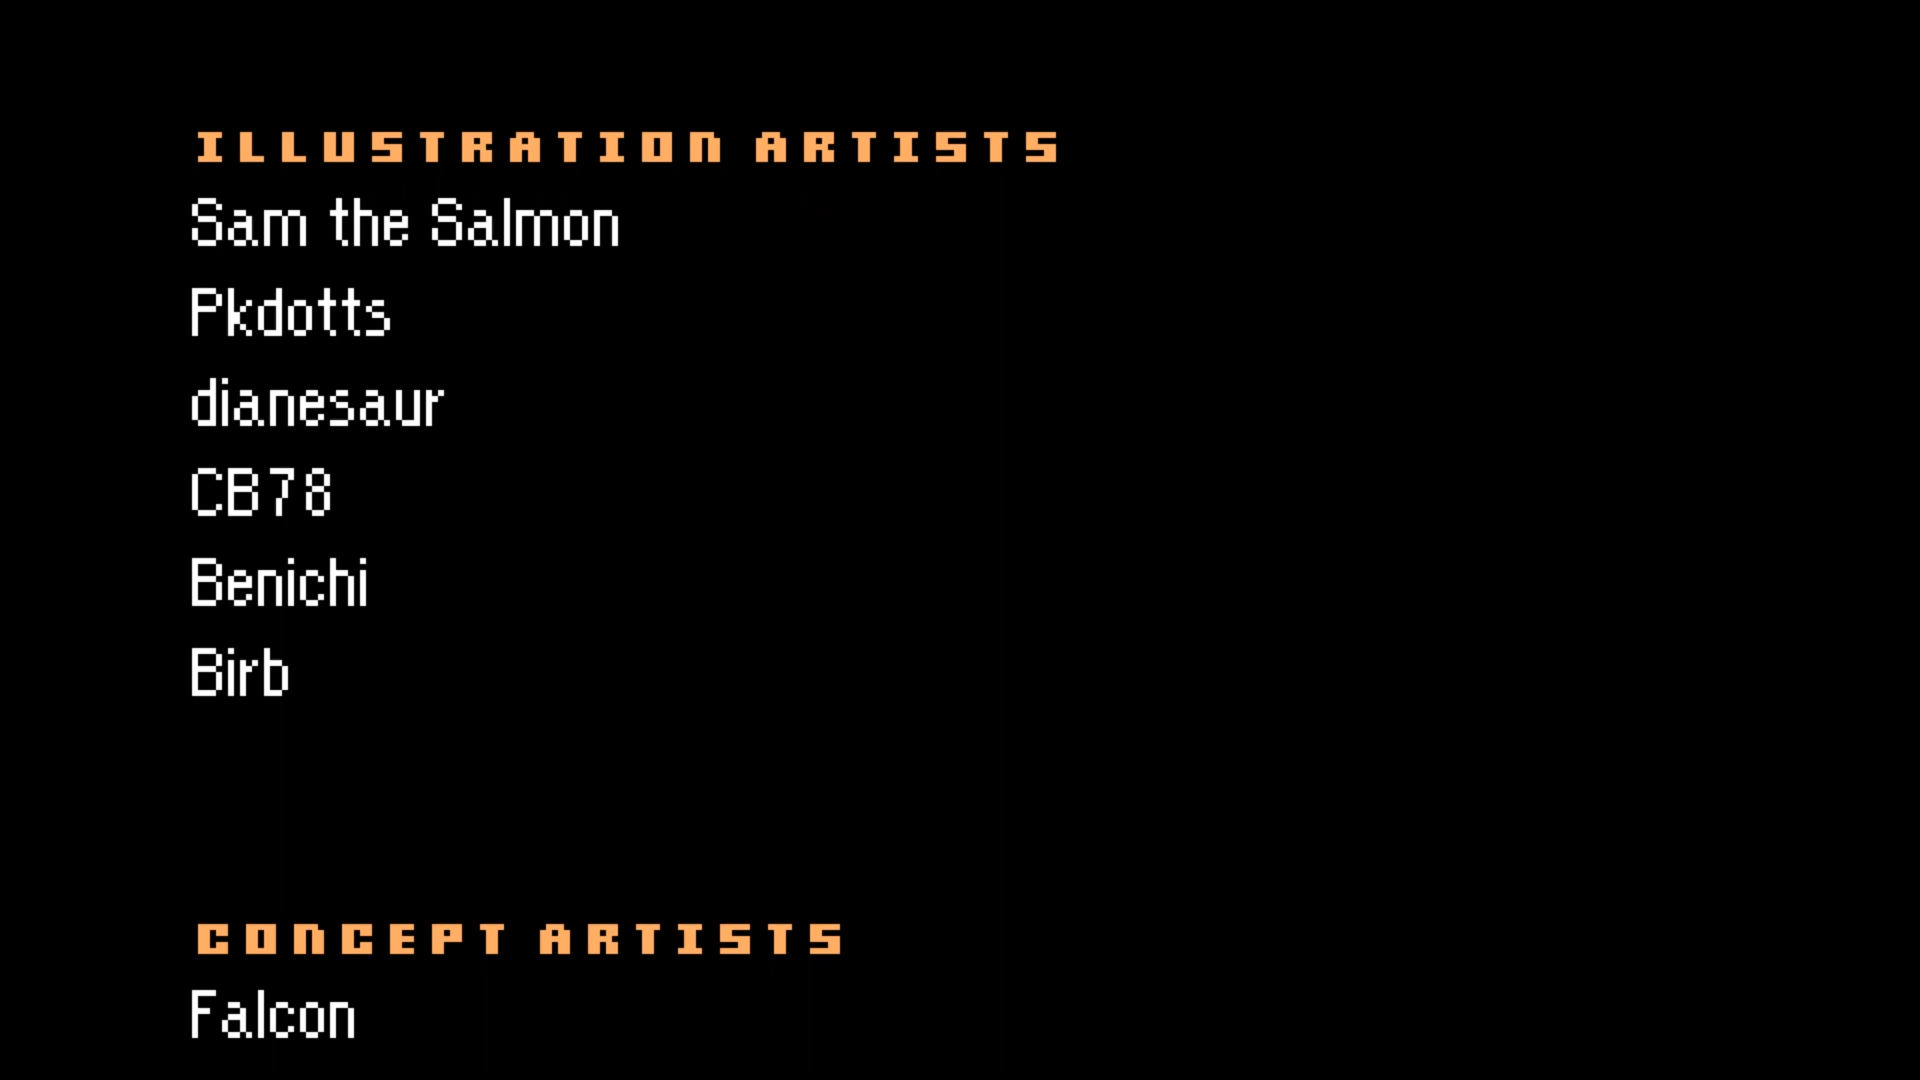 ILLUSTRATION ARTISTS
Sam the Salmon
Pkdotts
dianesaur
CB78
Benichi
Birb
CONCEPT ARTISTS
Falcon